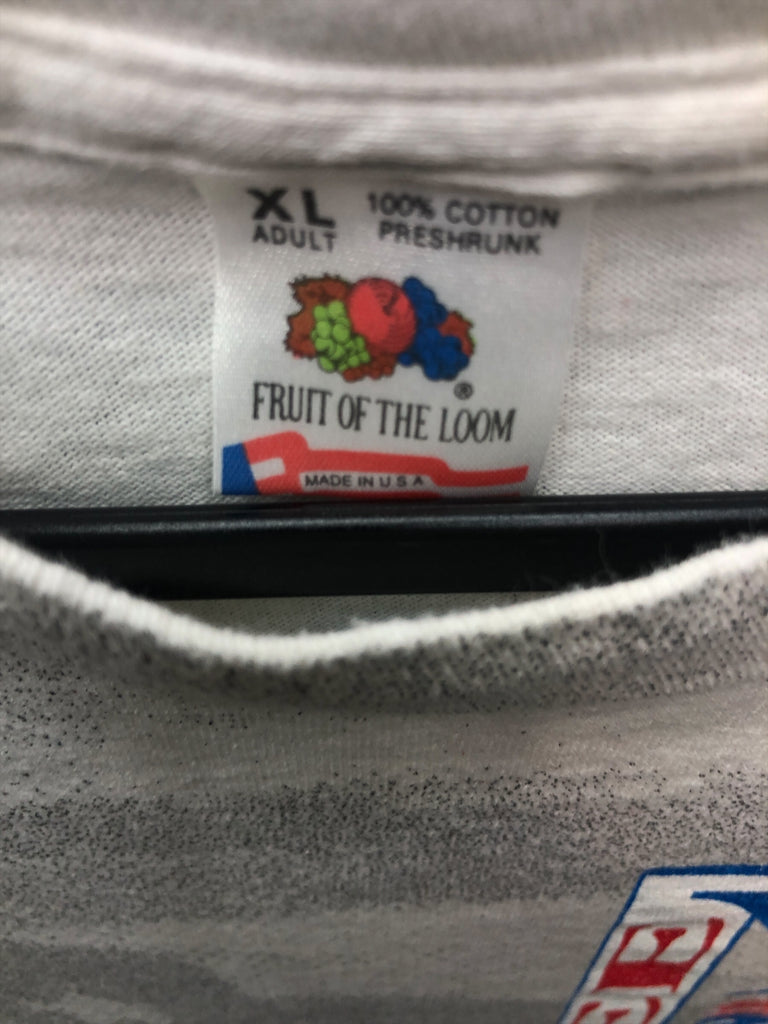 XL 100% COTTON
ADULT PRESHRUNK
FRUIT OF THE LOOM®
MADE IN U.S.A.